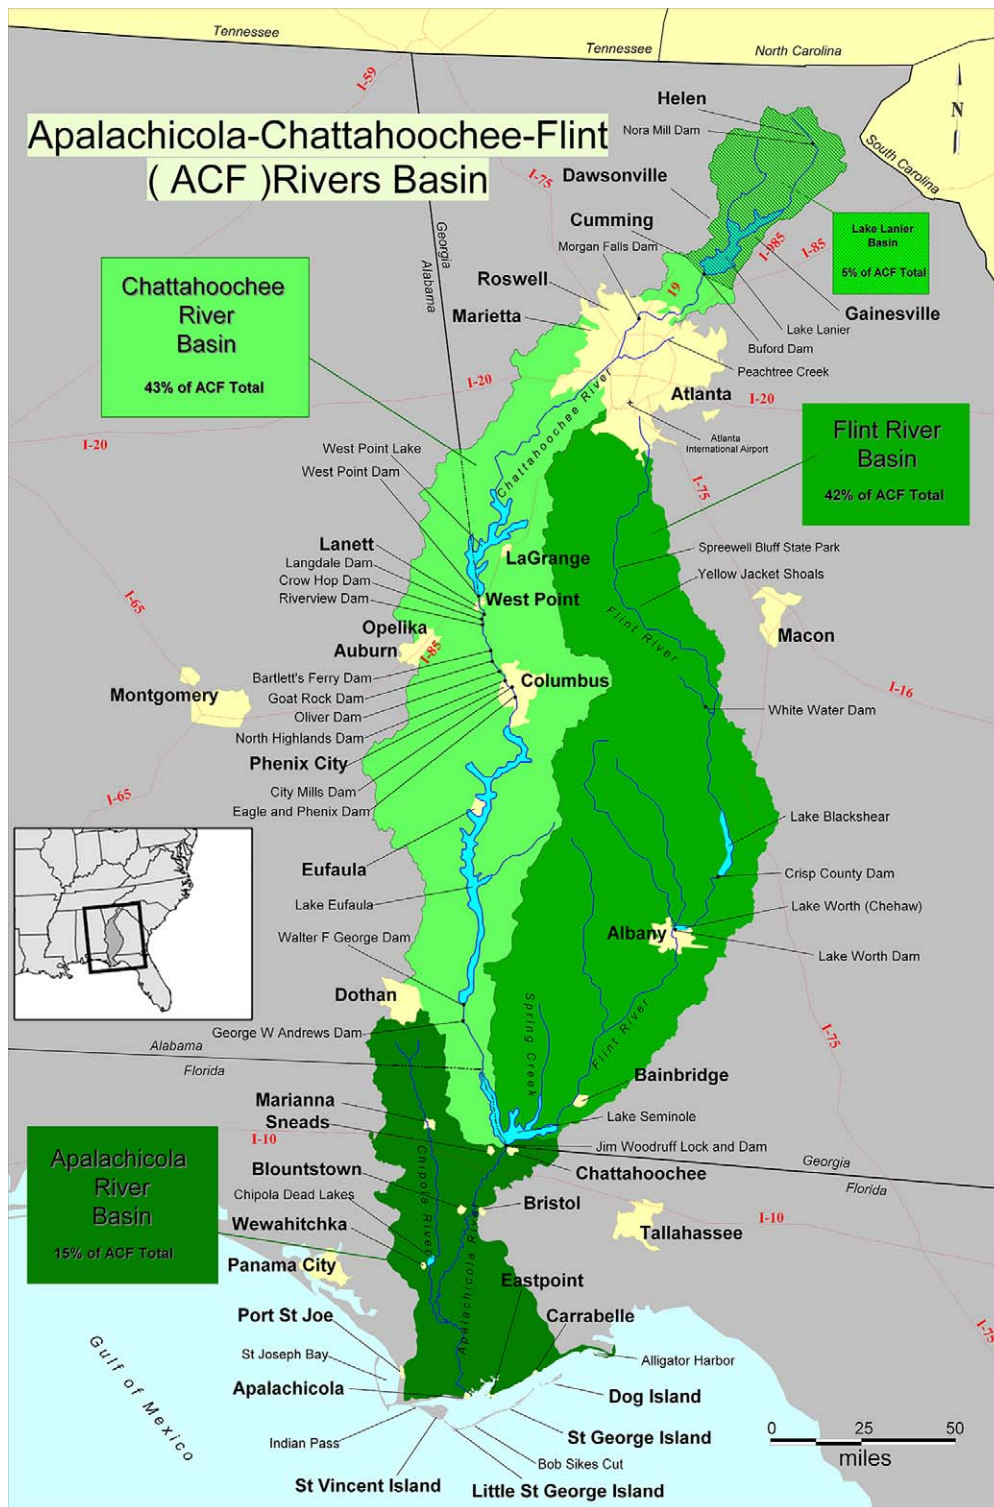 Tennessee
Tennessee
North Carolina
I-59
Helen
Nora Mill Dam
N
Apalachicola-Chattahoochee-Flint
( ACF )Rivers Basin
South Carolina
I-75
Dawsonville
Cumming
Morgan Falls Dam
Lake Lanier
Basin
5% of ACF Total
I-985
I-85
Georgia
Alabama
Chattahoochee
River
Basin
43% of ACF Total
Roswell
19
Marietta
Gainesville
Lake Lanier
Buford Dam
Peachtree Creek
I-20
Atlanta
I-20
Chattahoochee River
I-20
Atlanta
International Airport
Flint River
Basin
42% of ACF Total
West Point Lake
West Point Dam
I-75
Lanett
Langdale Dam
Crow Hop Dam
Riverview Dam
LaGrange
West Point
Spreewell Bluff State Park
Yellow Jacket Shoals
I-65
Opelika
Auburn
I-85
Flint River
Macon
Bartlett's Ferry Dam
Goat Rock Dam
Oliver Dam
North Highlands Dam
Columbus
I-16
Montgomery
White Water Dam
Phenix City
City Mills Dam
Eagle and Phenix Dam
I-65
Lake Blackshear
Eufaula
Crisp County Dam
Lake Eufaula
Lake Worth (Chehaw)
Walter F George Dam
Albany
Lake Worth Dam
Dothan
Spring Creek
Flint River
George W Andrews Dam
I-75
Alabama
Florida
Bainbridge
Marianna
Sneads
Lake Seminole
I-10
Jim Woodruff Lock and Dam
Apalachicola
River
Basin
15% of ACF Total
Chattahoochee
Georgia
Florida
Blountstown
Chipola Dead Lakes
Chipola River
Bristol
I-10
Wewahitchka
Tallahassee
Panama City
Apalachicola River
Eastpoint
Port St Joe
Carrabelle
I-75
St Joseph Bay
Alligator Harbor
Gulf of Mexico
Apalachicola
Dog Island
Indian Pass
St George Island
Bob Sikes Cut
St Vincent Island
Little St George Island
0 25 50
miles